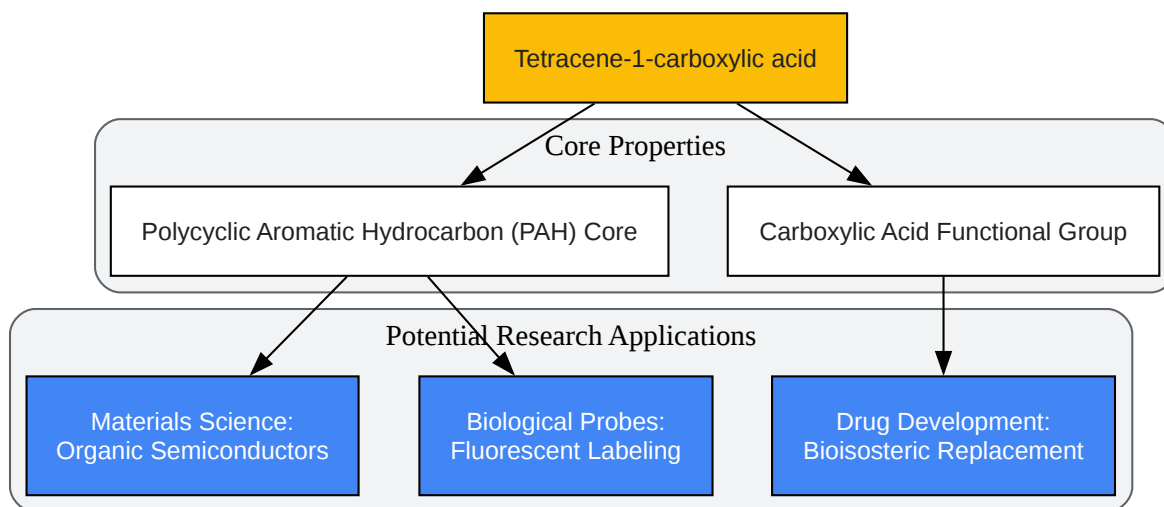 Tetracene-1-carboxylic acid
Core Properties
Polycyclic Aromatic Hydrocarbon (PAH) Core
Carboxylic Acid Functional Group
Potential Research Applications
Materials Science:
Organic Semiconductors
Biological Probes:
Fluorescent Labeling
Drug Development:
Bioisosteric Replacement